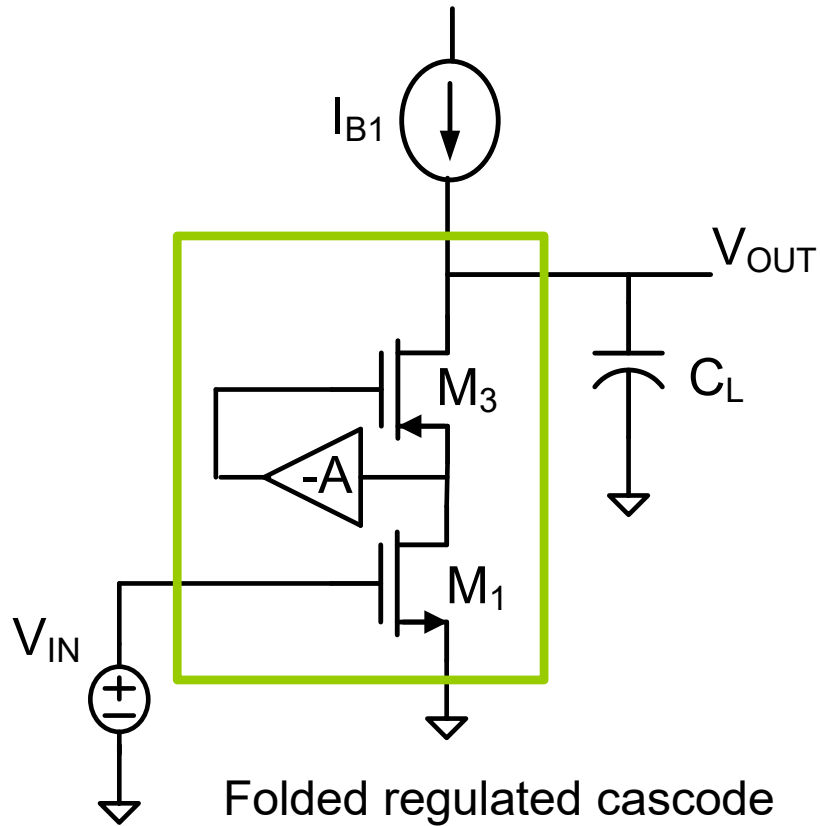 I_B1
V_OUT
M_3
C_L
-A
M_1
V_IN
+
−
Folded regulated cascode